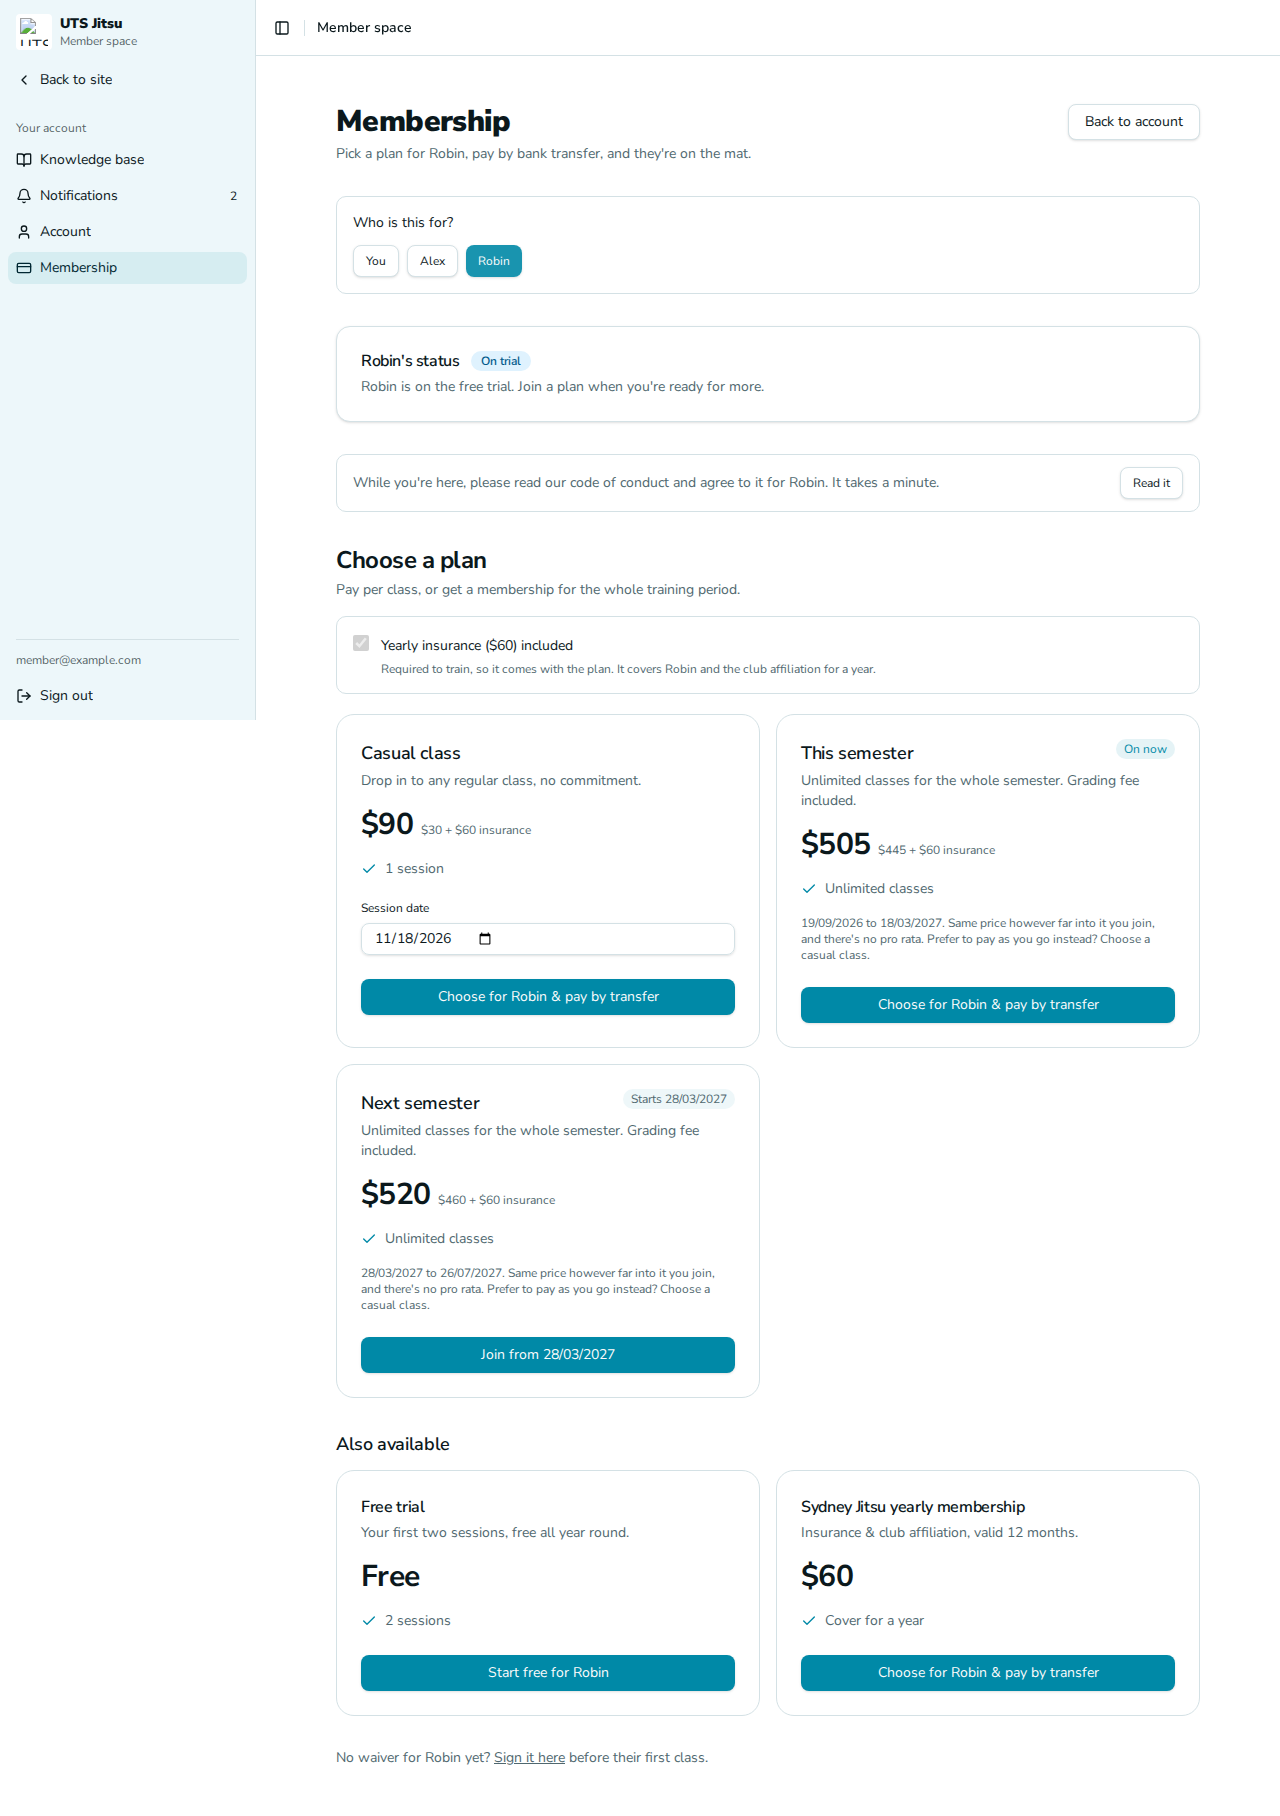 UTS Jitsu
Member space
Back to site
Your account
Knowledge base
Notifications 2
Account
Membership
member@example.com
Sign out
Member space
Membership
Back to account
Pick a plan for Robin, pay by bank transfer, and they're on the mat.
Who is this for?
You Alex Robin
Robin's status On trial
Robin is on the free trial. Join a plan when you're ready for more.
While you're here, please read our code of conduct and agree to it for Robin. It takes a minute. Read it
Choose a plan
Pay per class, or get a membership for the whole training period.
Yearly insurance ($60) included
Required to train, so it comes with the plan. It covers Robin and the club affiliation for a year.
Casual class
Drop in to any regular class, no commitment.
$90 $30 + $60 insurance
1 session
Session date
11/18/2026
Choose for Robin & pay by transfer
This semester On now
Unlimited classes for the whole semester. Grading fee
included.
$505 $445 + $60 insurance
Unlimited classes
19/09/2026 to 18/03/2027. Same price however far into it you join,
and there's no pro rata. Prefer to pay as you go instead? Choose a
casual class.
Choose for Robin & pay by transfer
Next semester Starts 28/03/2027
Unlimited classes for the whole semester. Grading fee
included.
$520 $460 + $60 insurance
Unlimited classes
28/03/2027 to 26/07/2027. Same price however far into it you join,
and there's no pro rata. Prefer to pay as you go instead? Choose a
casual class.
Join from 28/03/2027
Also available
Free trial
Your first two sessions, free all year round.
Free
2 sessions
Start free for Robin
Sydney Jitsu yearly membership
Insurance & club affiliation, valid 12 months.
$60
Cover for a year
Choose for Robin & pay by transfer
No waiver for Robin yet? Sign it here before their first class.